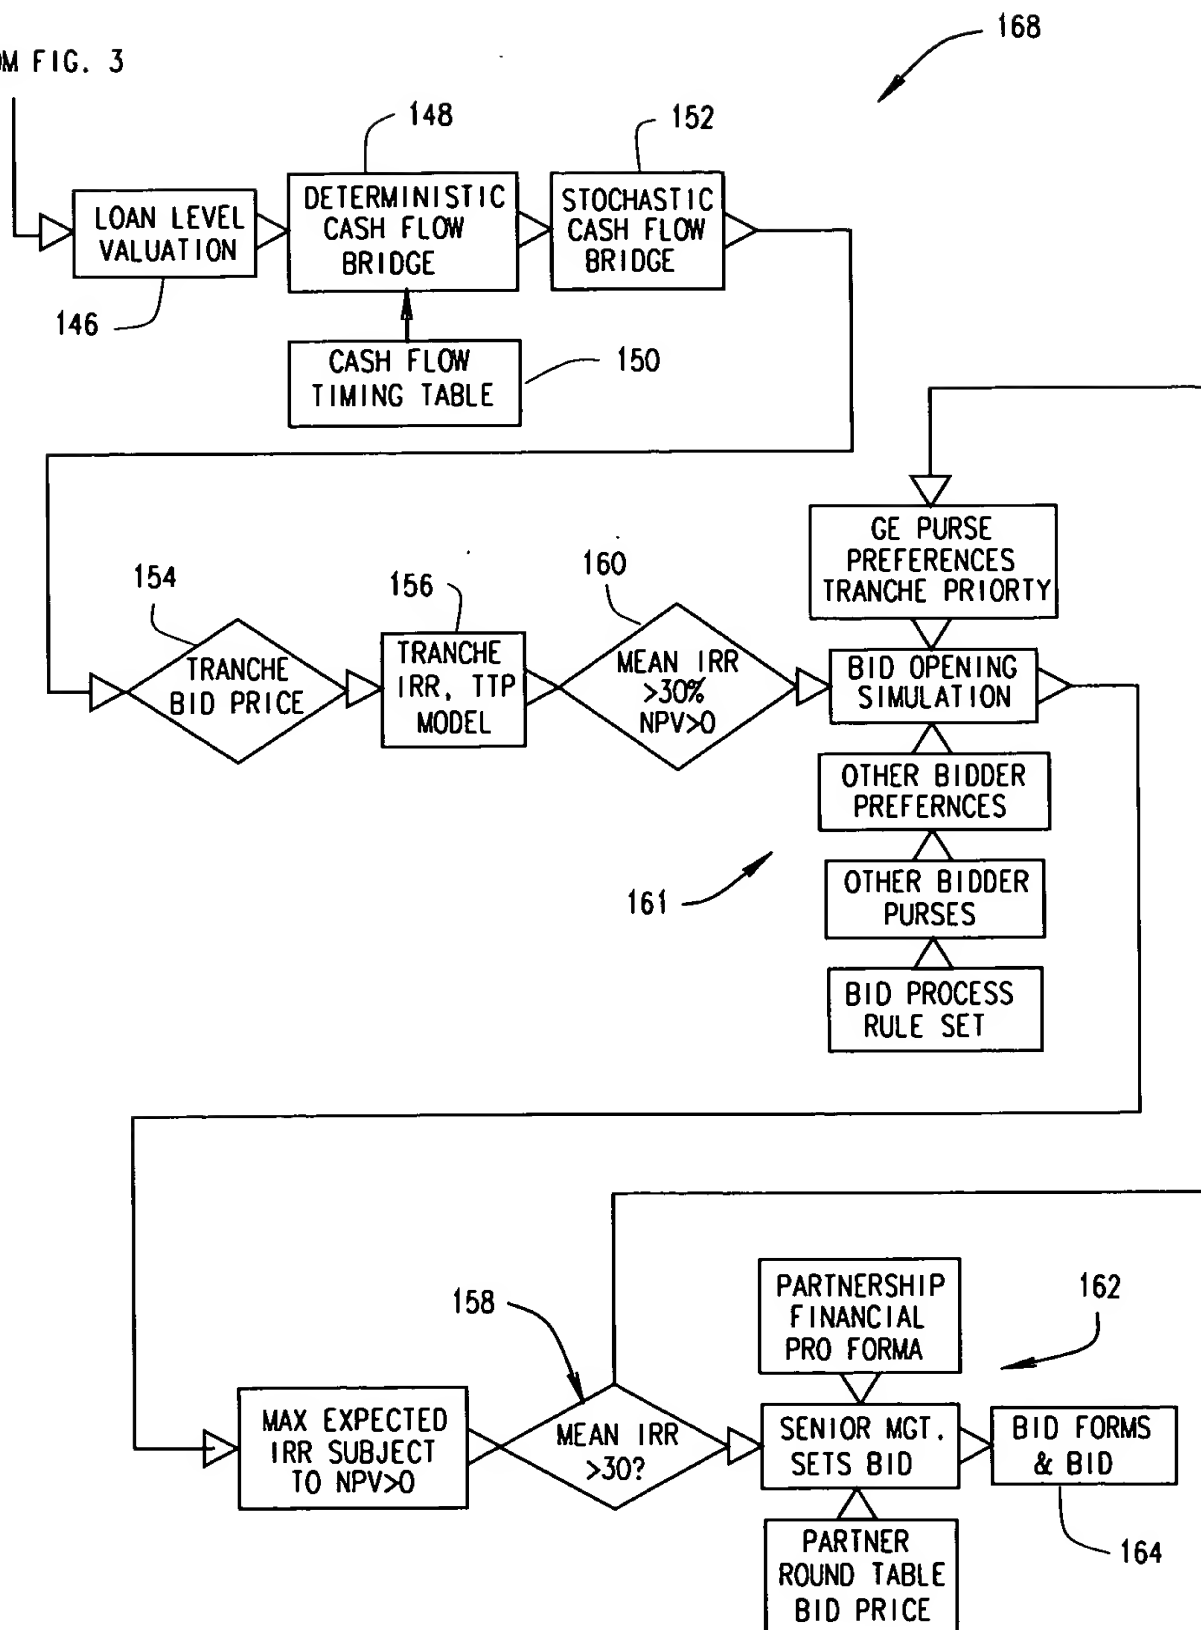 168
OM FIG. 3
148
152
LOAN LEVEL
VALUATION
DETERMINISTIC
CASH FLOW
BRIDGE
STOCHASTIC
CASH FLOW
BRIDGE
146
CASH FLOW
TIMING TABLE
150
GE PURSE
PREFERENCES
TRANCHE PRIORTY
154
156
160
TRANCHE
BID PRICE
TRANCHE
IRR, TTP
MODEL
MEAN IRR
>30%
NPV>0
BID OPENING
SIMULATION
OTHER BIDDER
PREFERNCES
161
OTHER BIDDER
PURSES
BID PROCESS
RULE SET
158
PARTNERSHIP
FINANCIAL
PRO FORMA
162
MAX EXPECTED
IRR SUBJECT
TO NPV>0
MEAN IRR
>30?
SENIOR MGT.
SETS BID
BID FORMS
& BID
PARTNER
ROUND TABLE
BID PRICE
164